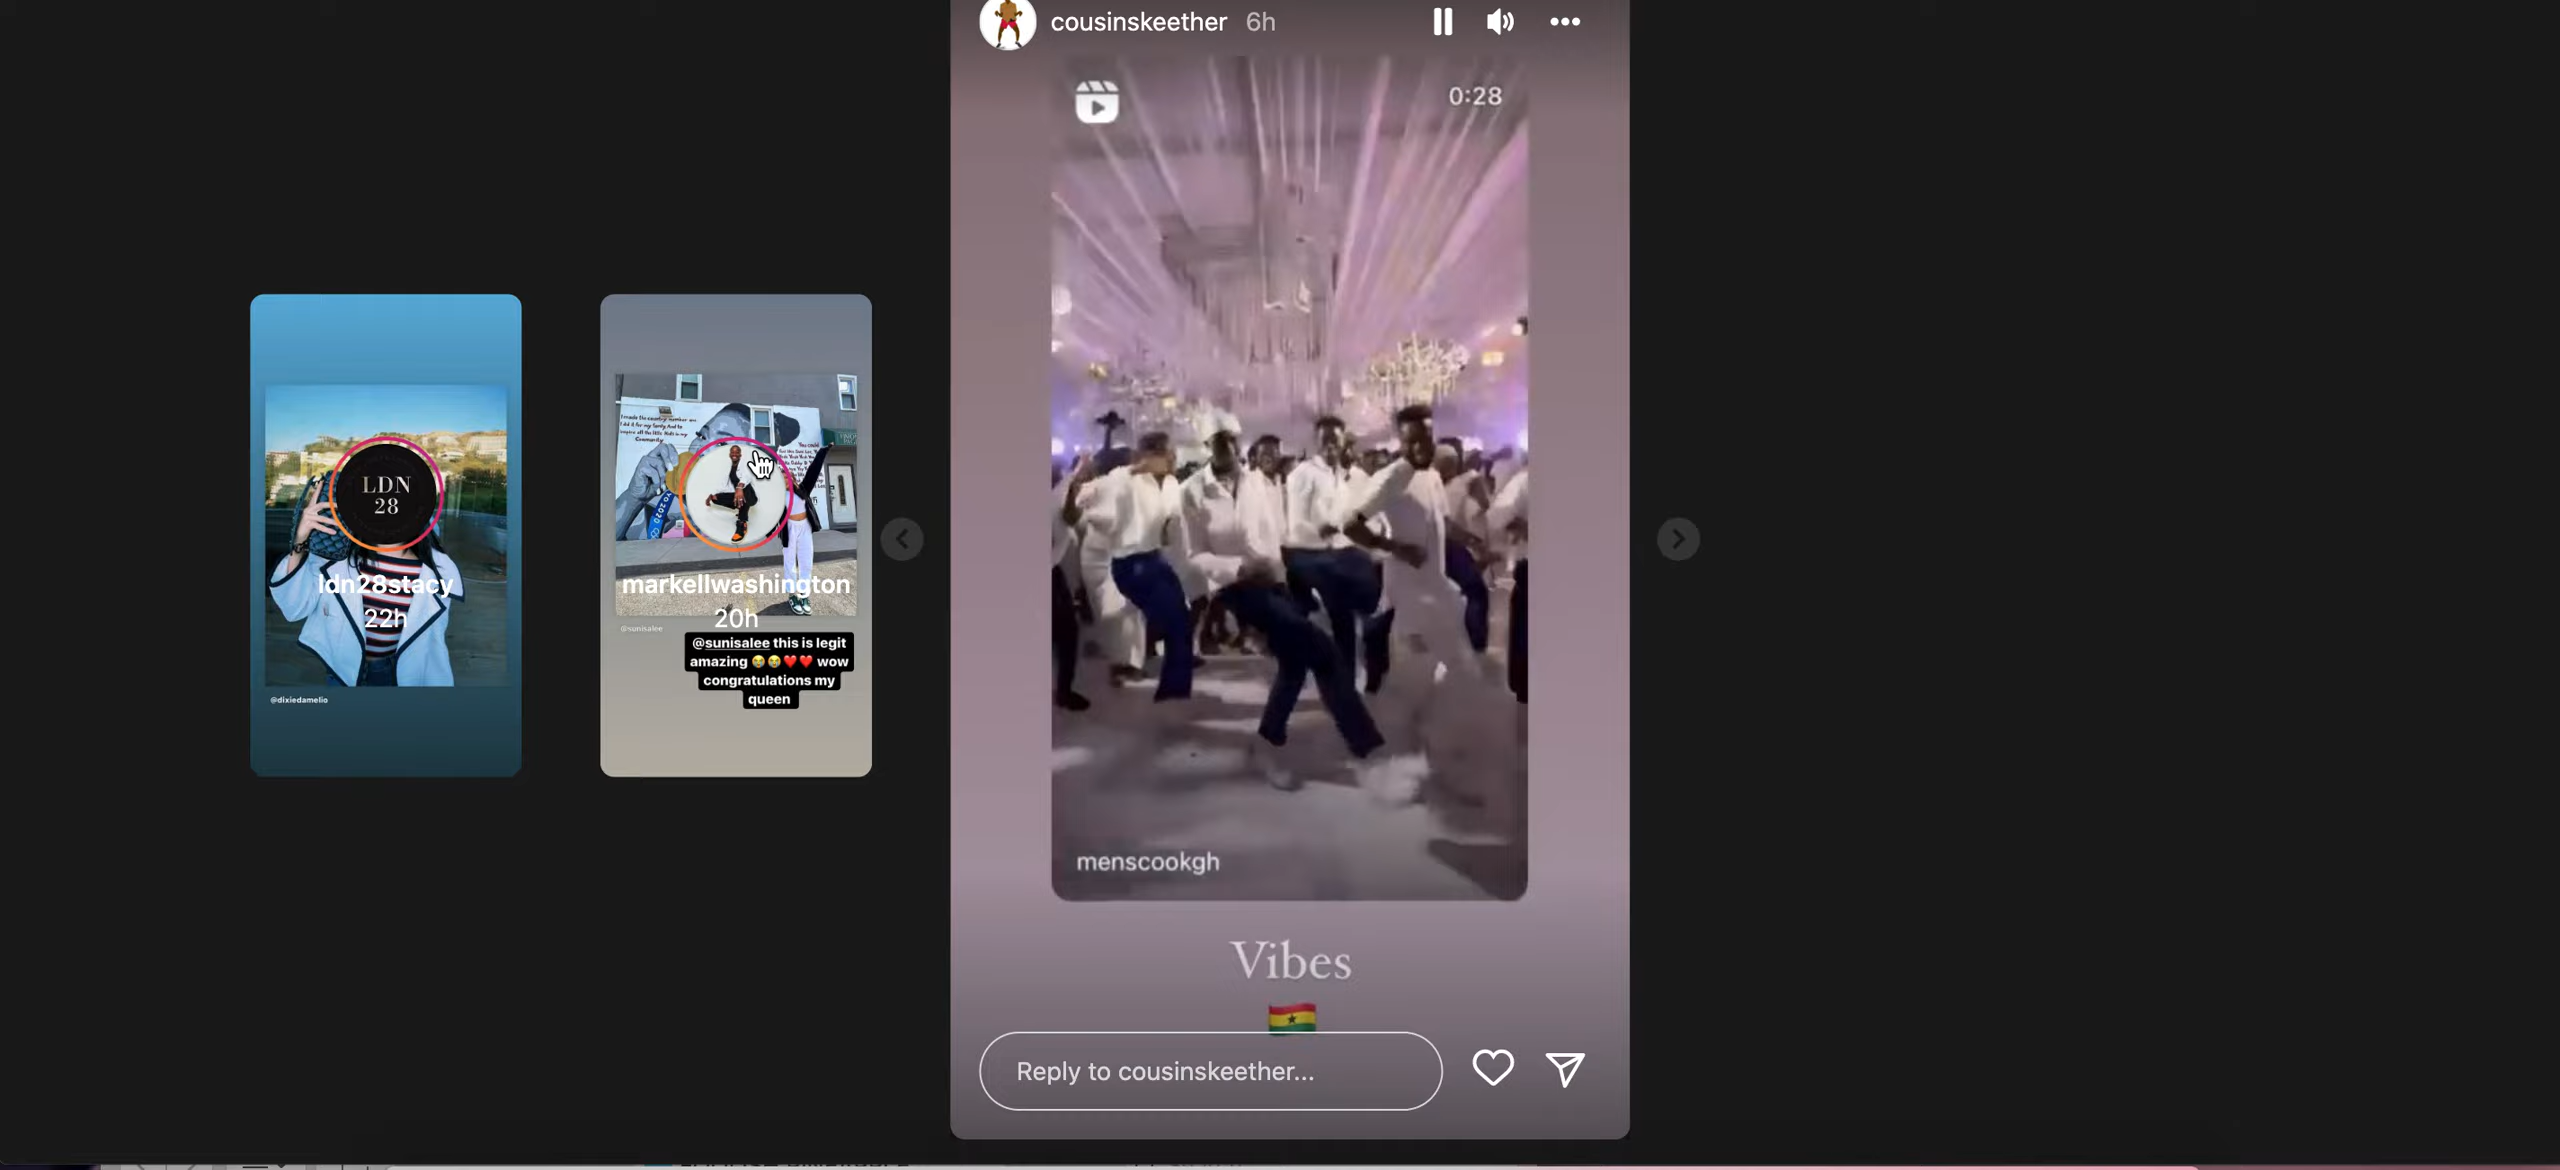 cousinskeether 6h
0:28
menscookgh
Vibes
Reply to cousinskeether...
LDN
28
ldn28stacy
22h
@dixiedamelio
Community
markellwashington
20h
@sunisalee
@sunisalee this is legit
amazing 😭😭❤️❤️ wow
congratulations my
queen